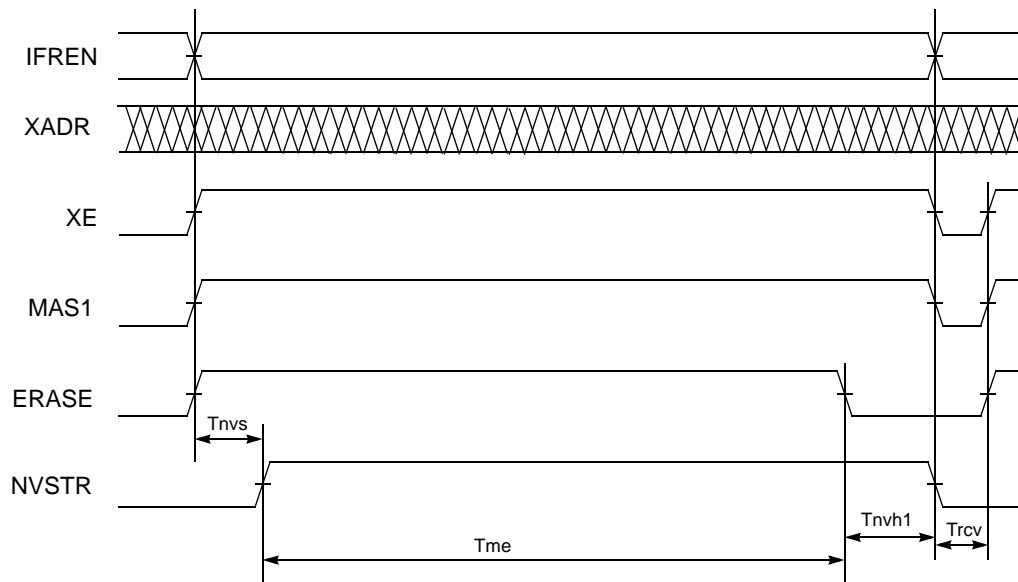 IFREN
XADR
XE
MAS1
ERASE
Tnvs
NVSTR
Tnvh1
Trcv
Tme